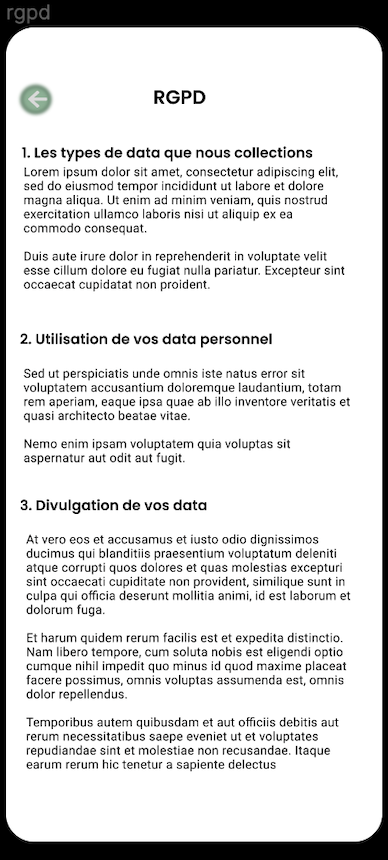 rgpd
RGPD
1. Les types de data que nous collections
Lorem ipsum dolor sit amet, consectetur adipiscing elit,
sed do eiusmod tempor incididunt ut labore et dolore
magna aliqua. Ut enim ad minim veniam, quis nostrud
exercitation ullamco laboris nisi ut aliquip ex ea
commodo consequat.
Duis aute irure dolor in reprehenderit in voluptate velit
esse cillum dolore eu fugiat nulla pariatur. Excepteur sint
occaecat cupidatat non proident.
2. Utilisation de vos data personnel
Sed ut perspiciatis unde omnis iste natus error sit
voluptatem accusantium doloremque laudantium, totam
rem aperiam, eaque ipsa quae ab illo inventore veritatis et
quasi architecto beatae vitae.
Nemo enim ipsam voluptatem quia voluptas sit
aspernatur aut odit aut fugit.
3. Divulgation de vos data
At vero eos et accusamus et iusto odio dignissimos
ducimus qui blanditiis praesentium voluptatum deleniti
atque corrupti quos dolores et quas molestias excepturi
sint occaecati cupiditate non provident, similique sunt in
culpa qui officia deserunt mollitia animi, id est laborum et
dolorum fuga.
Et harum quidem rerum facilis est et expedita distinctio.
Nam libero tempore, cum soluta nobis est eligendi optio
cumque nihil impedit quo minus id quod maxime placeat
facere possimus, omnis voluptas assumenda est, omnis
dolor repellendus.
Temporibus autem quibusdam et aut officiis debitis aut
rerum necessitatibus saepe eveniet ut et voluptates
repudiandae sint et molestiae non recusandae. Itaque
earum rerum hic tenetur a sapiente delectus